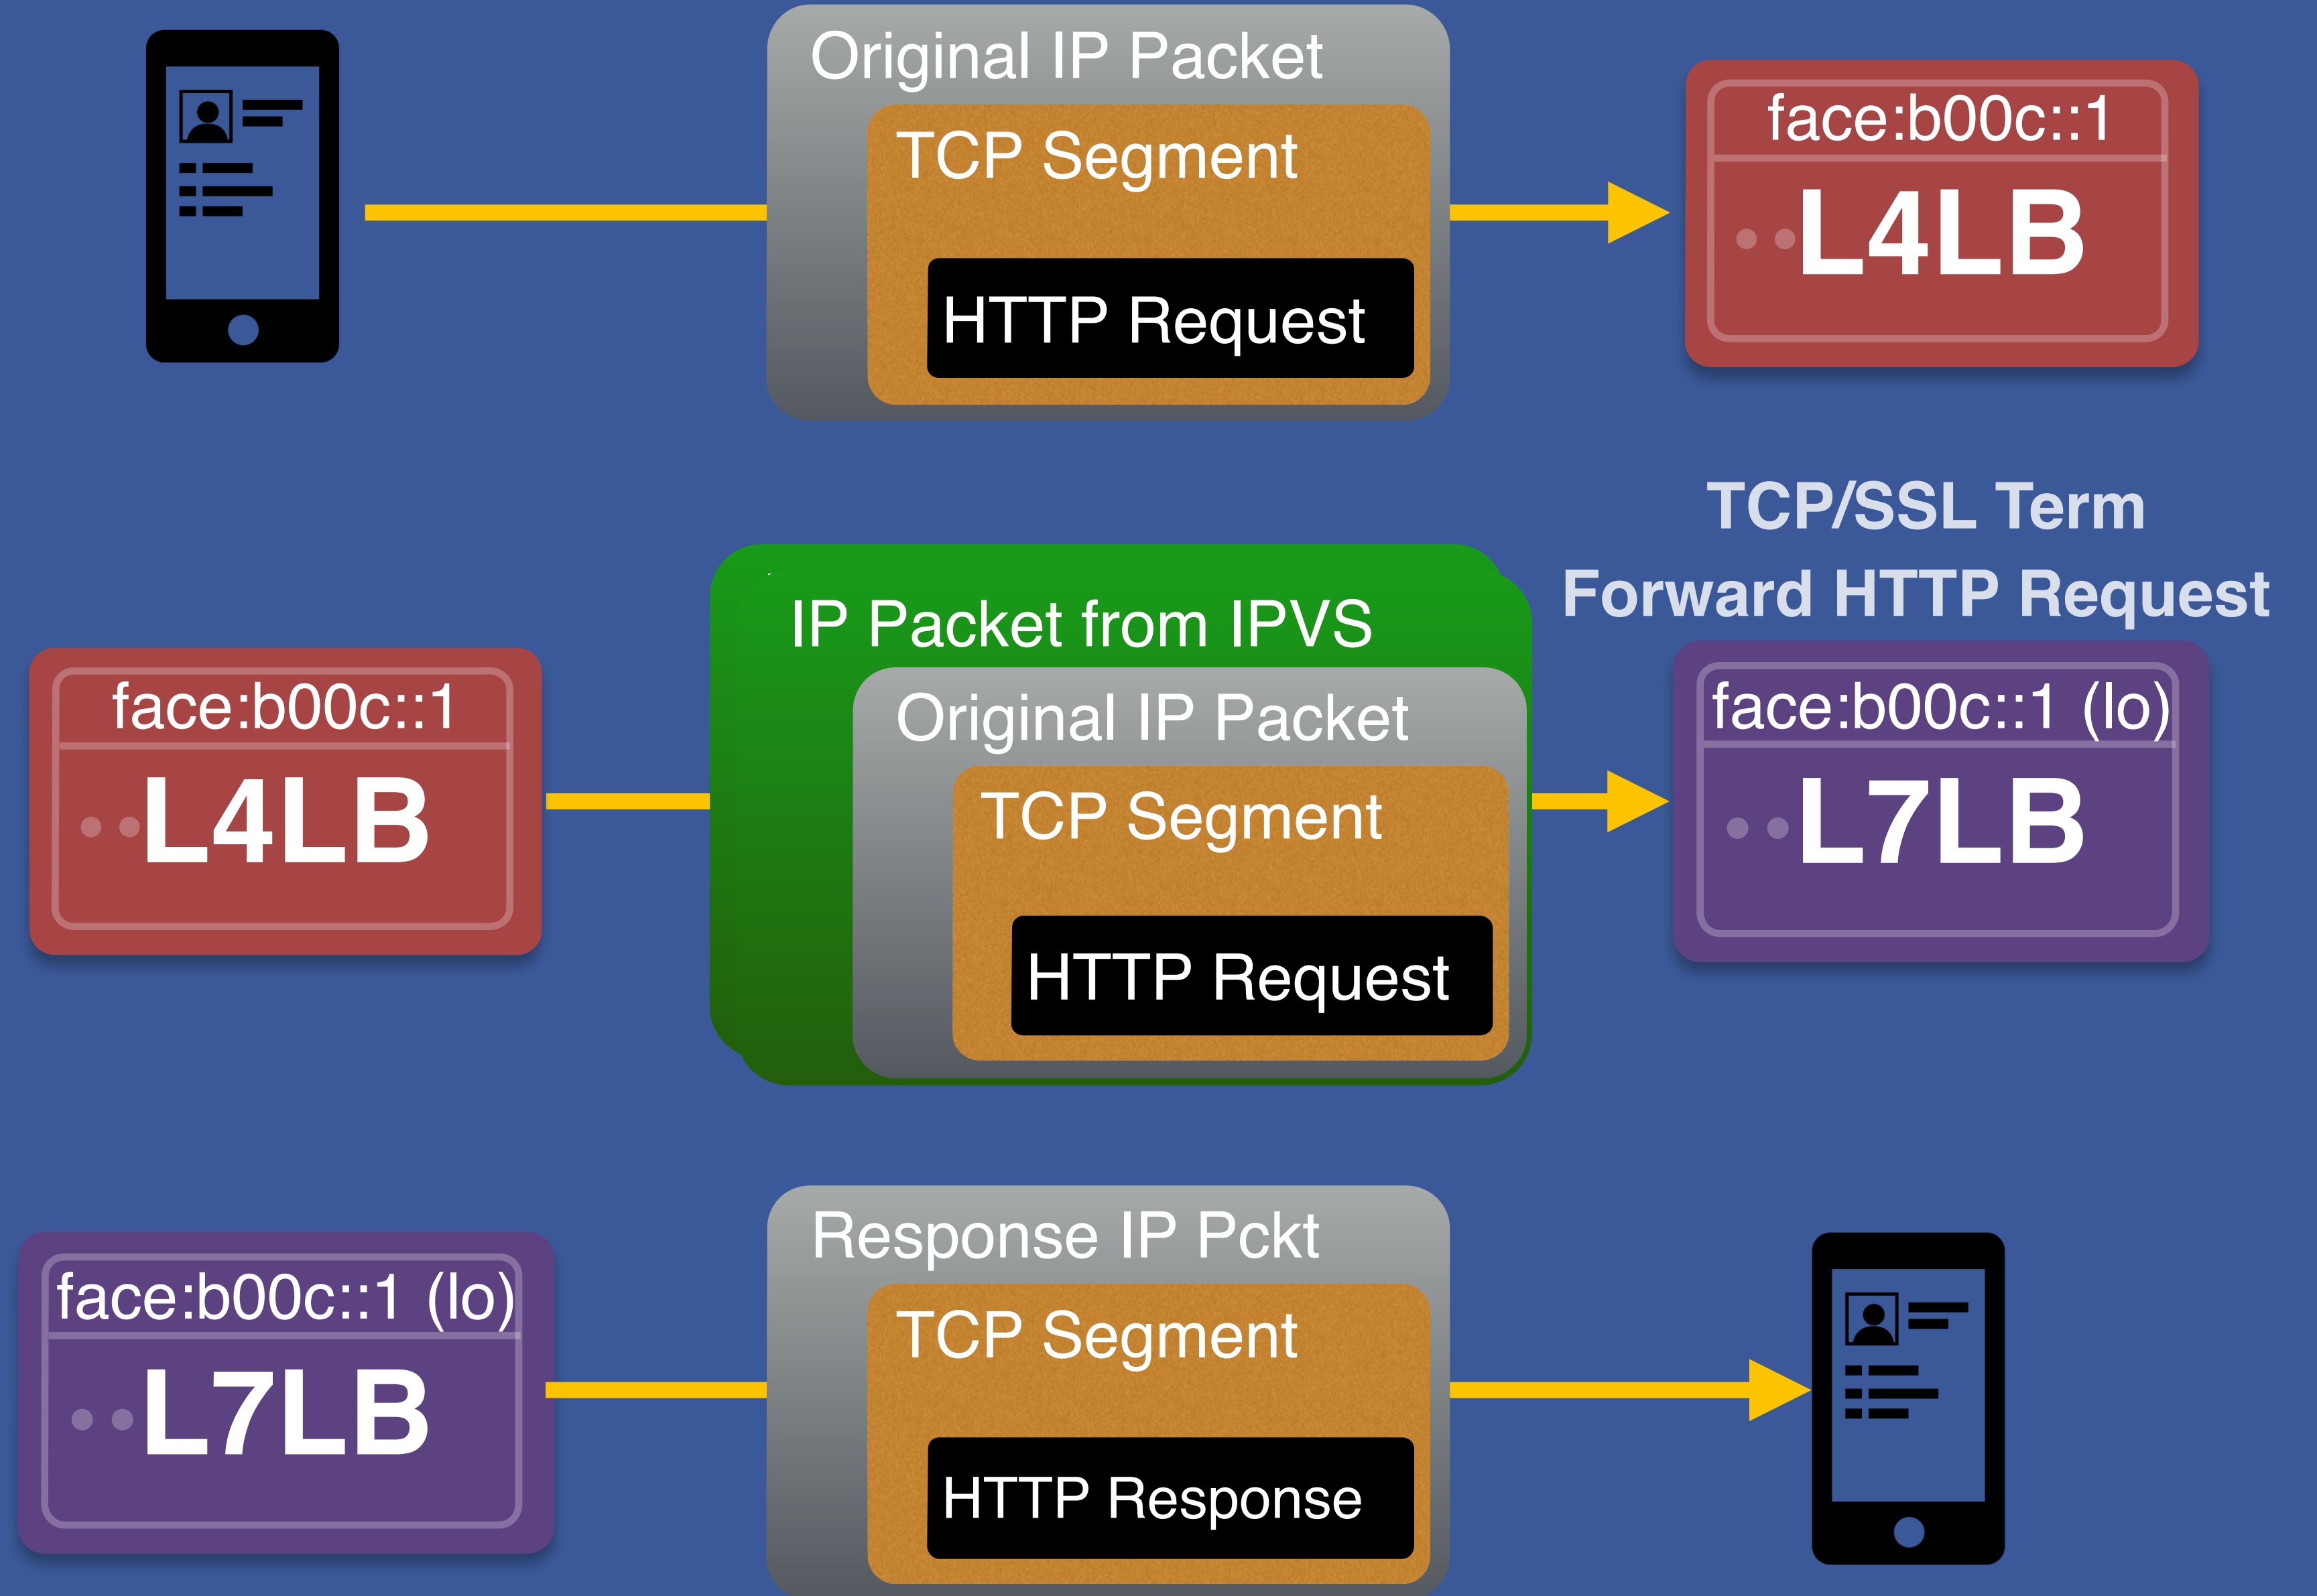 Original IP Packet
TCP Segment
HTTP Request
face:b00c::1
L4LB
TCP/SSL Term
Forward HTTP Request
face:b00c::1
L4LB
IP Packet from IPVS
Original IP Packet
TCP Segment
HTTP Request
face:b00c::1 (lo)
L7LB
face:b00c::1 (lo)
L7LB
Response IP Pckt
TCP Segment
HTTP Response